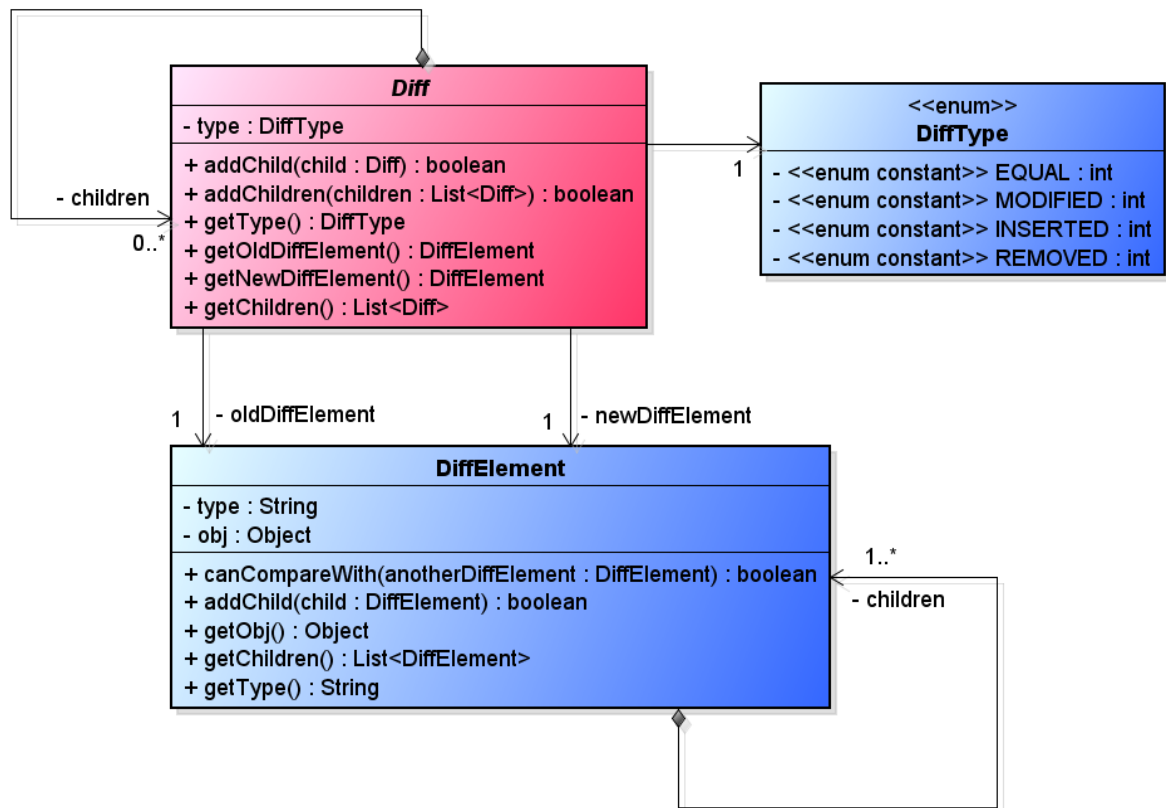 Diff
- type : DiffType
+ addChild(child : Diff) : boolean
+ addChildren(children : List<Diff>) : boolean
+ getType() : DiffType
+ getOldDiffElement() : DiffElement
+ getNewDiffElement() : DiffElement
+ getChildren() : List<Diff>
- children
0..*
1
<<enum>>
DiffType
- <<enum constant>> EQUAL : int
- <<enum constant>> MODIFIED : int
- <<enum constant>> INSERTED : int
- <<enum constant>> REMOVED : int
1
- oldDiffElement
1
- newDiffElement
DiffElement
- type : String
- obj : Object
+ canCompareWith(anotherDiffElement : DiffElement) : boolean
+ addChild(child : DiffElement) : boolean
+ getObj() : Object
+ getChildren() : List<DiffElement>
+ getType() : String
1..*
- children